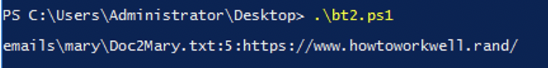 PS C:\Users\Administrator\Desktop> .\bt2.ps1
emails\mary\Doc2Mary.txt:5:https://www.howtoworkwell.rand/